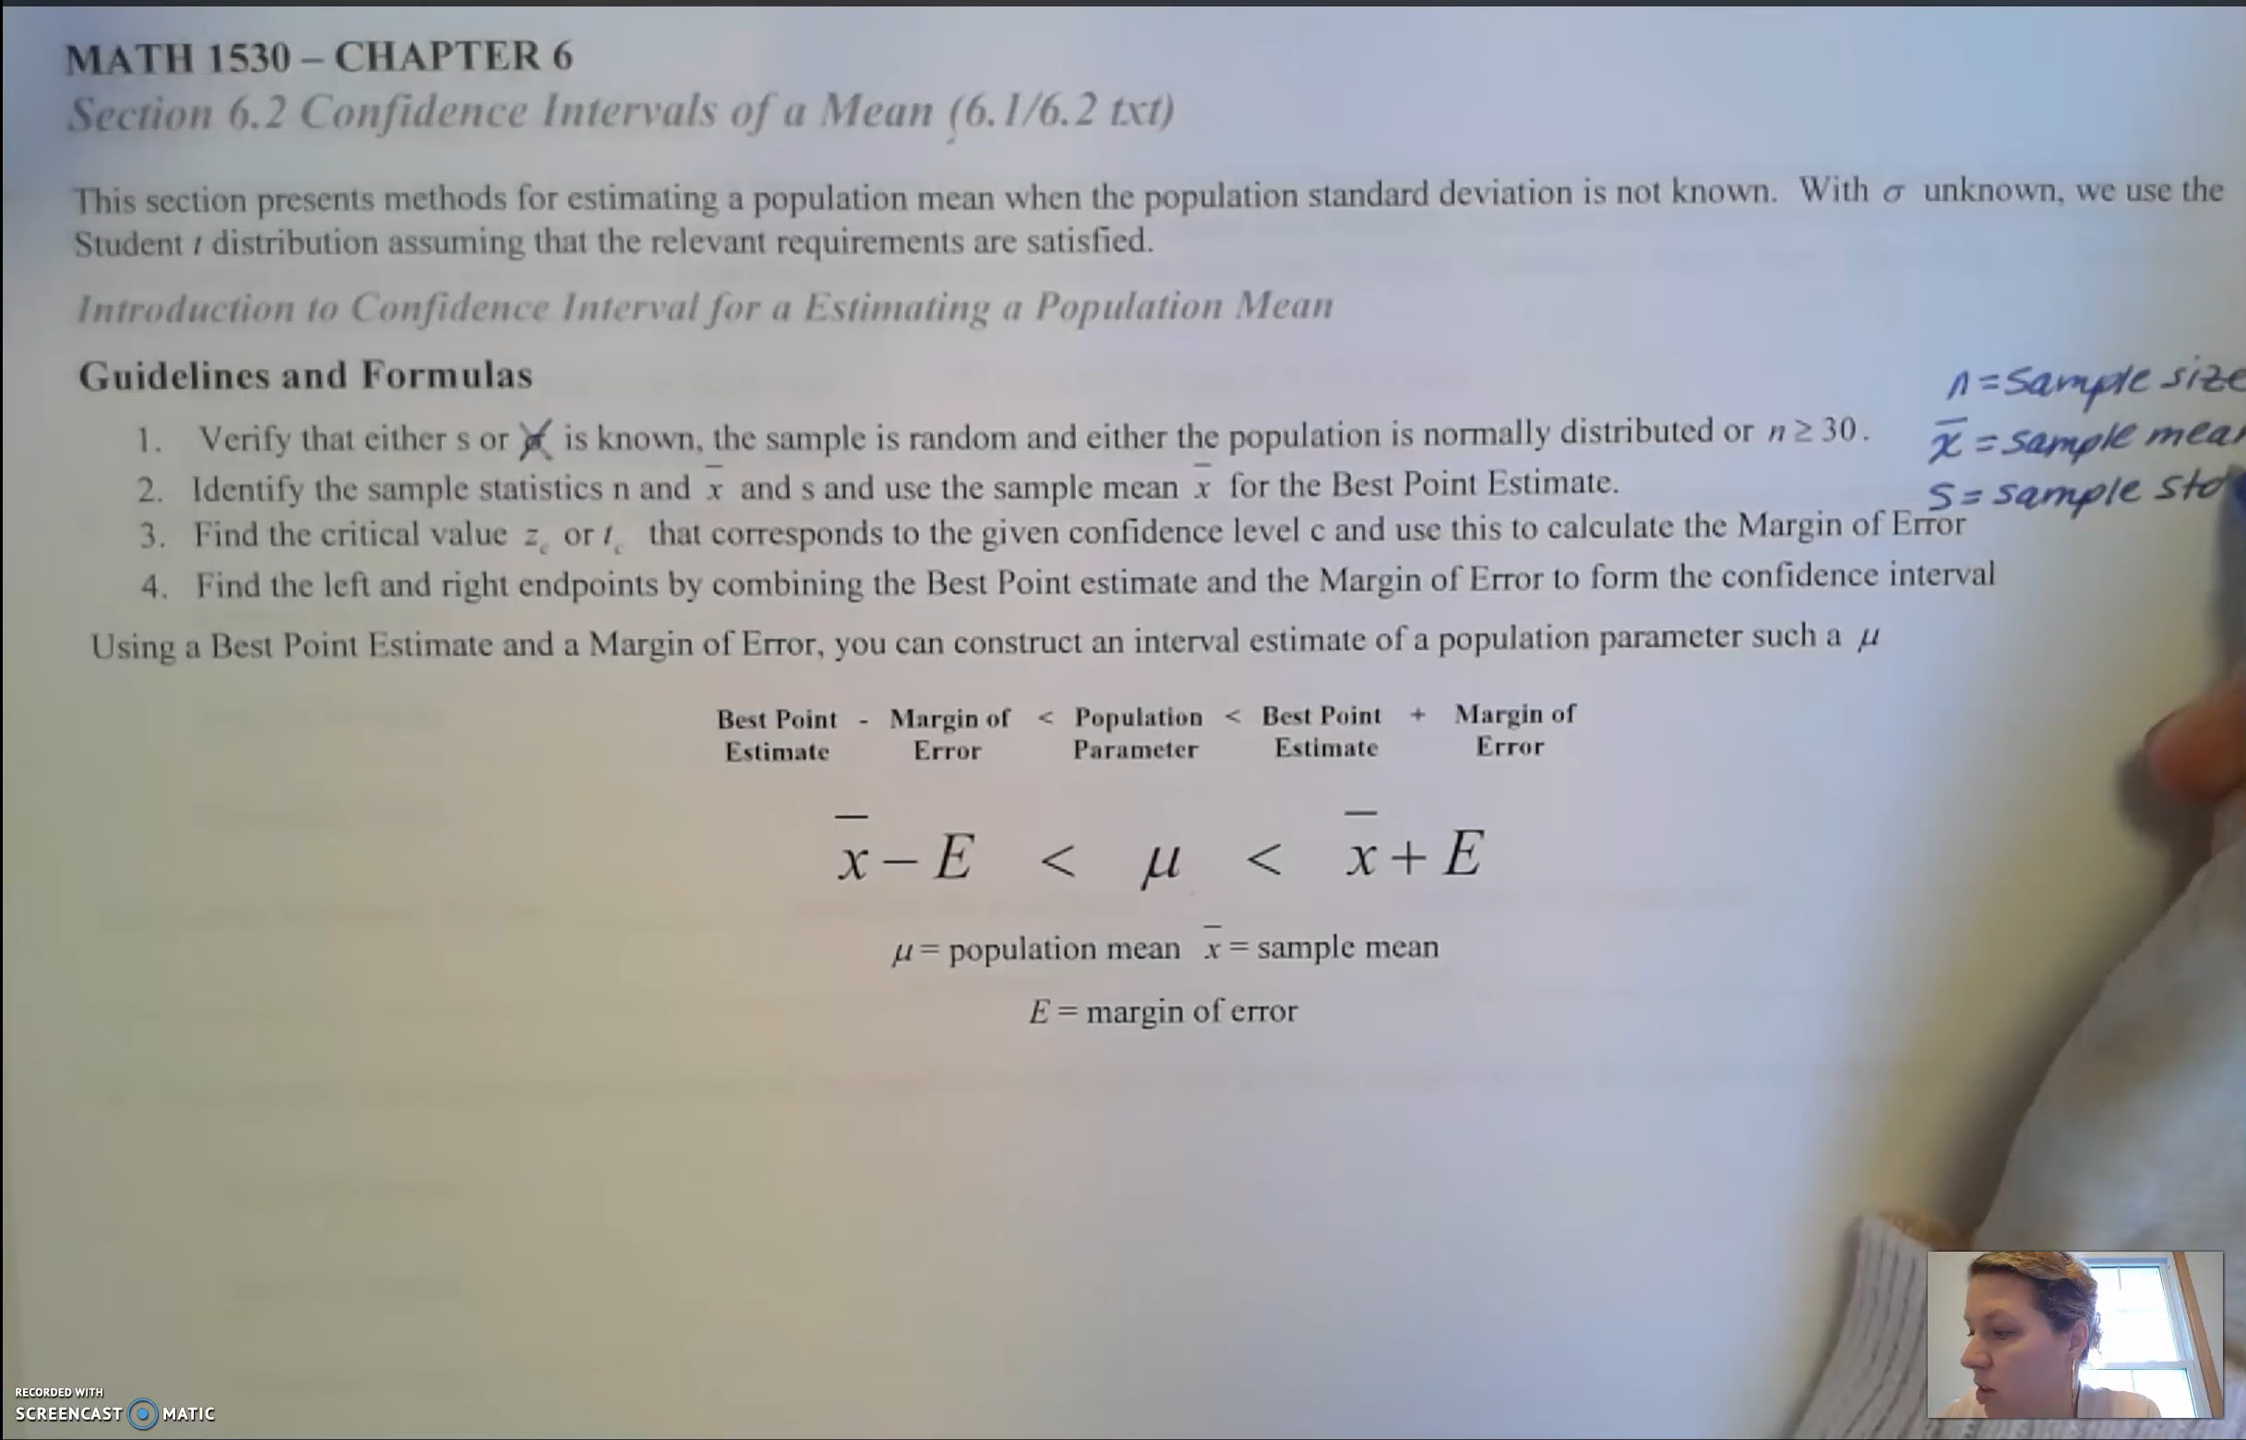 MATH 1530 – CHAPTER 6
Section 6.2 Confidence Intervals of a Mean (6.1/6.2 txt)
This section presents methods for estimating a population mean when the population standard deviation is not known. With σ unknown, we use the
Student t distribution assuming that the relevant requirements are satisfied.
Introduction to Confidence Interval for a Estimating a Population Mean
Guidelines and Formulas
n = sample size
1. Verify that either s or σ is known, the sample is random and either the population is normally distributed or n ≥ 30.
x̄ = sample mean
2. Identify the sample statistics n and x̄ and s and use the sample mean x̄ for the Best Point Estimate.
s = sample std
3. Find the critical value z_c or t_c that corresponds to the given confidence level c and use this to calculate the Margin of Error
4. Find the left and right endpoints by combining the Best Point estimate and the Margin of Error to form the confidence interval
Using a Best Point Estimate and a Margin of Error, you can construct an interval estimate of a population parameter such a μ
Best Point - Margin of < Population < Best Point + Margin of
Estimate Error Parameter Estimate Error
x̄ – E < μ < x̄ + E
μ = population mean x̄ = sample mean
E = margin of error
RECORDED WITH
SCREENCAST MATIC